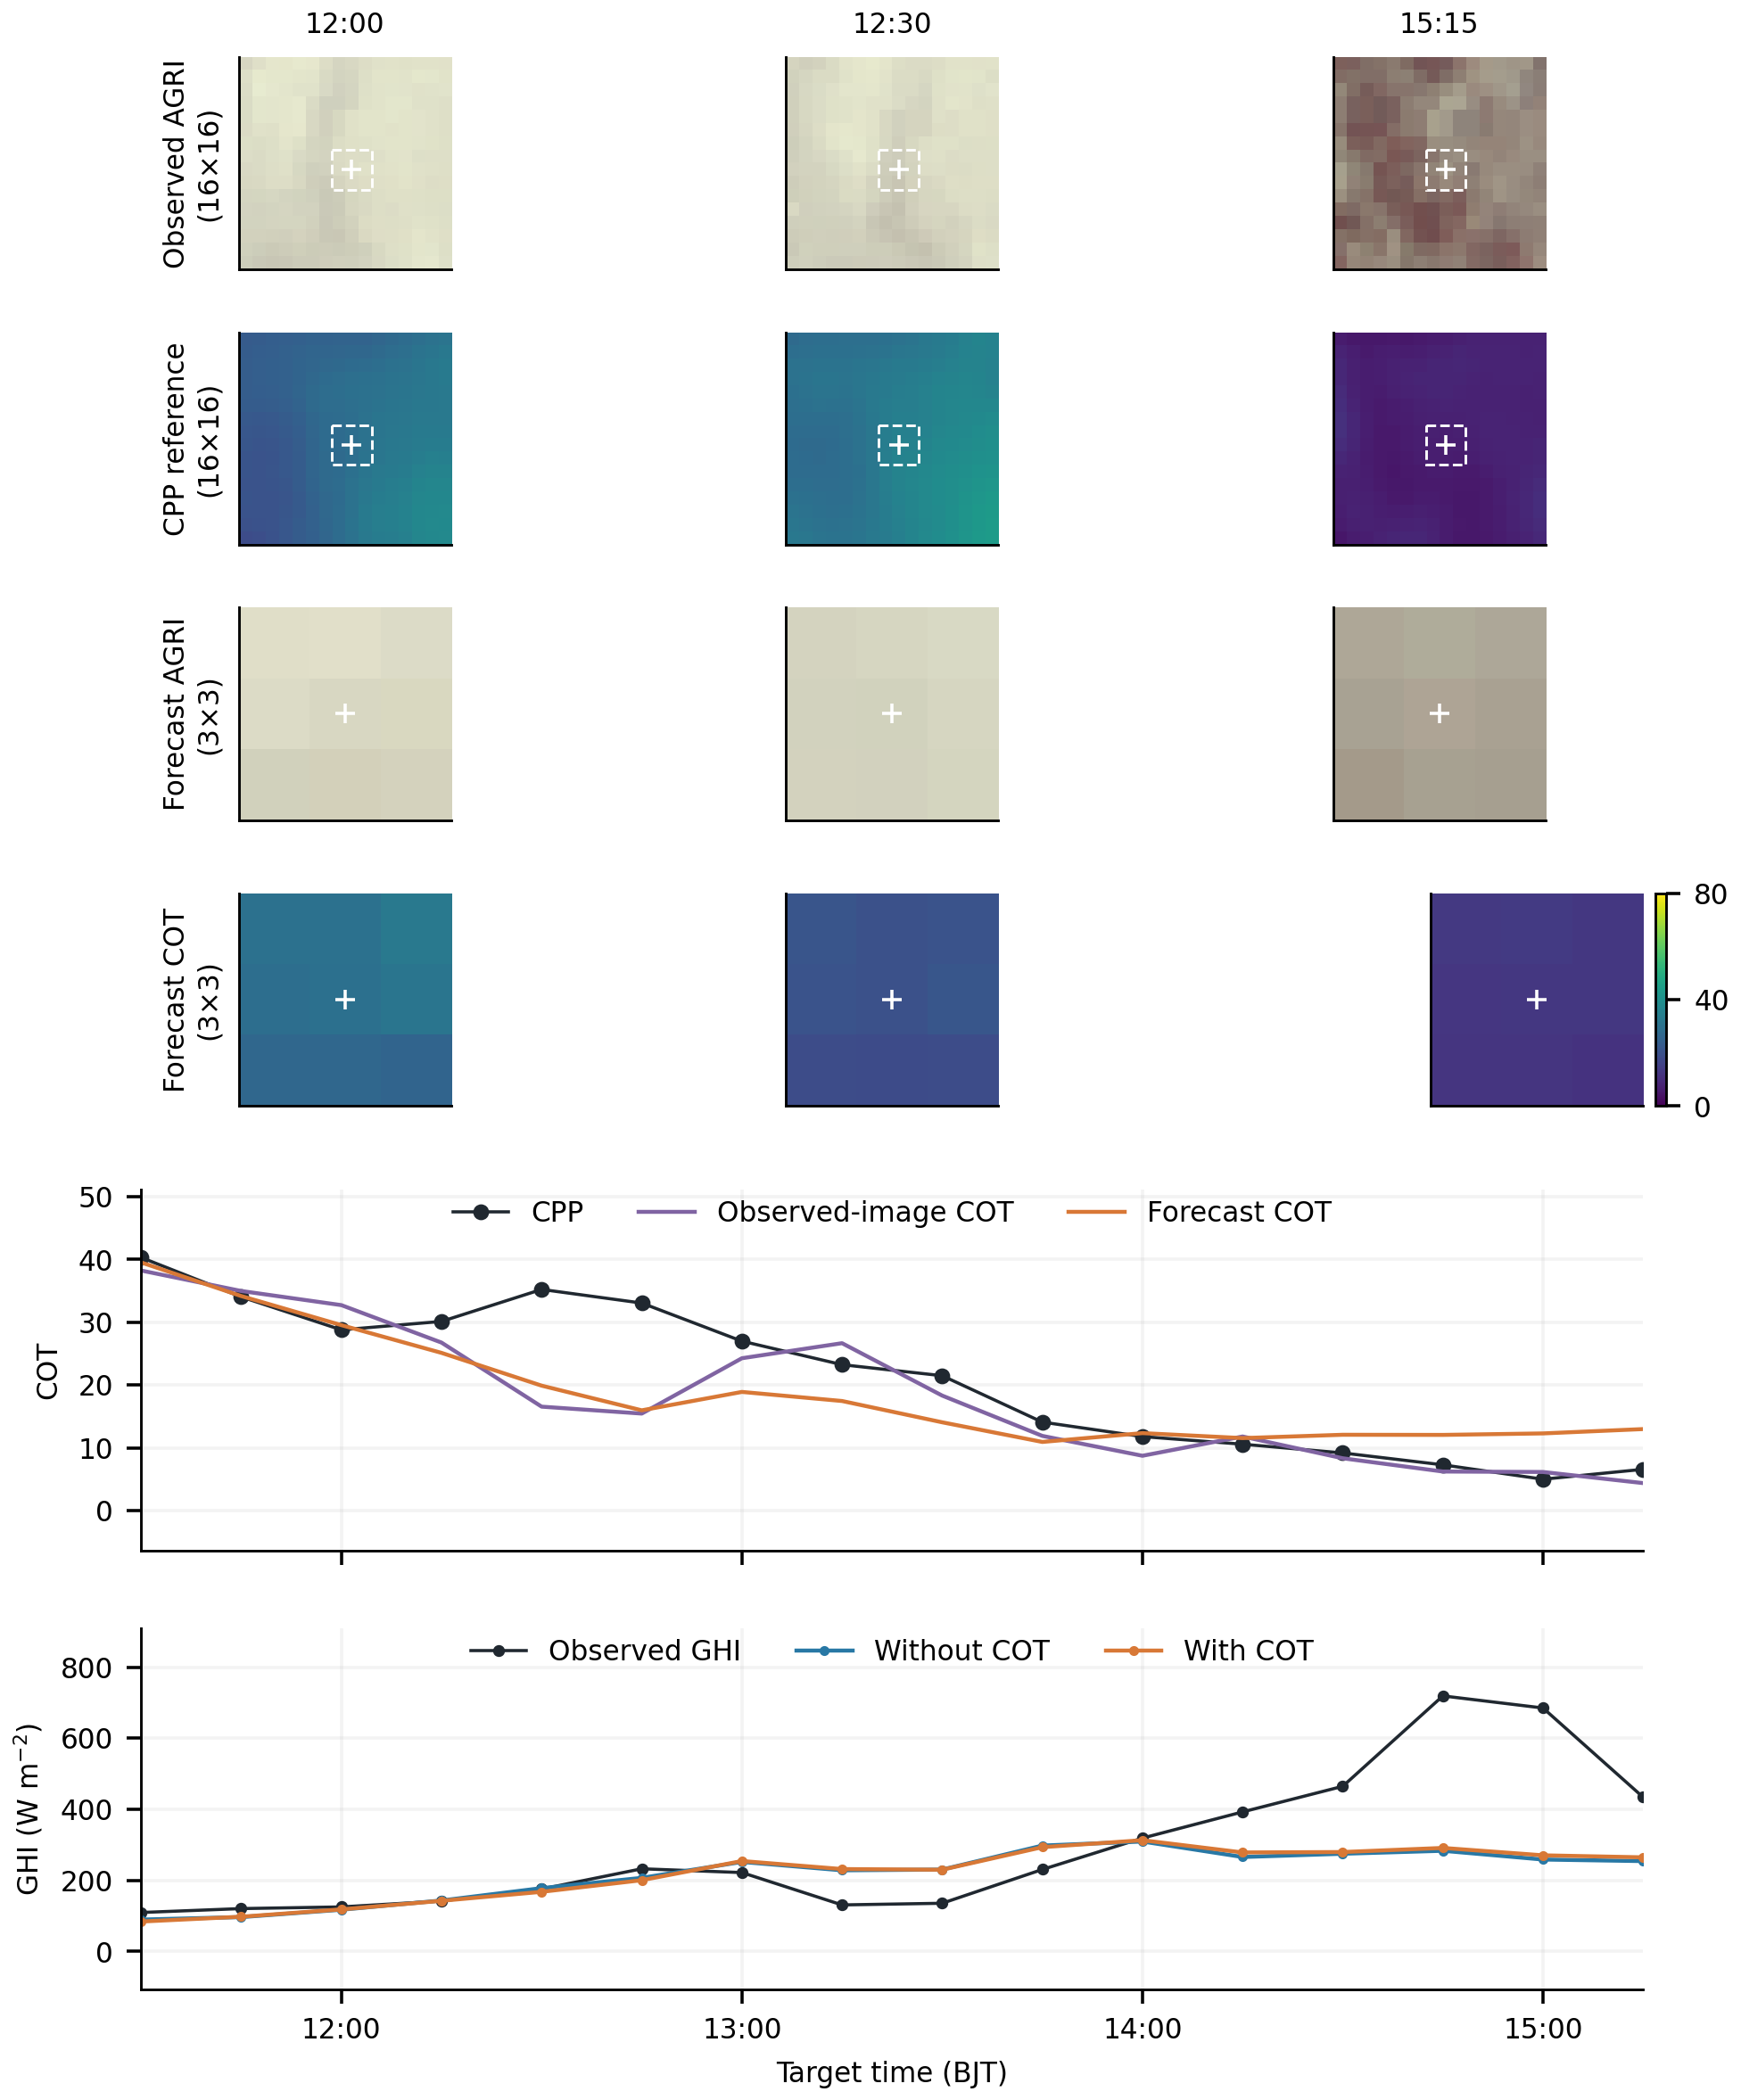 12:00 12:30 15:15
Observed AGRI
(16×16)
CPP reference
(16×16)
Forecast AGRI
(3×3)
Forecast COT
(3×3)
80
40
0
50
40
30
20
10
0
COT
CPP Observed-image COT Forecast COT
800
600
400
200
0
GHI (W m⁻²)
Observed GHI Without COT With COT
12:00 13:00 14:00 15:00
Target time (BJT)